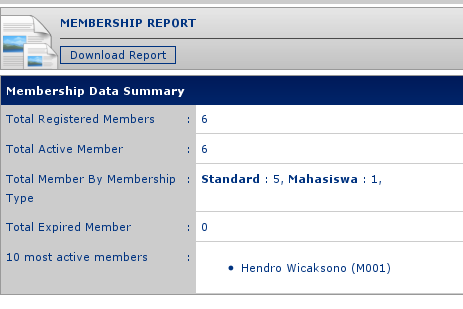 MEMBERSHIP REPORT
Download Report
Membership Data Summary
Total Registered Members : 6
Total Active Member : 6
Total Member By Membership : Standard : 5, Mahasiswa : 1,
Type
Total Expired Member : 0
10 most active members :
• Hendro Wicaksono (M001)